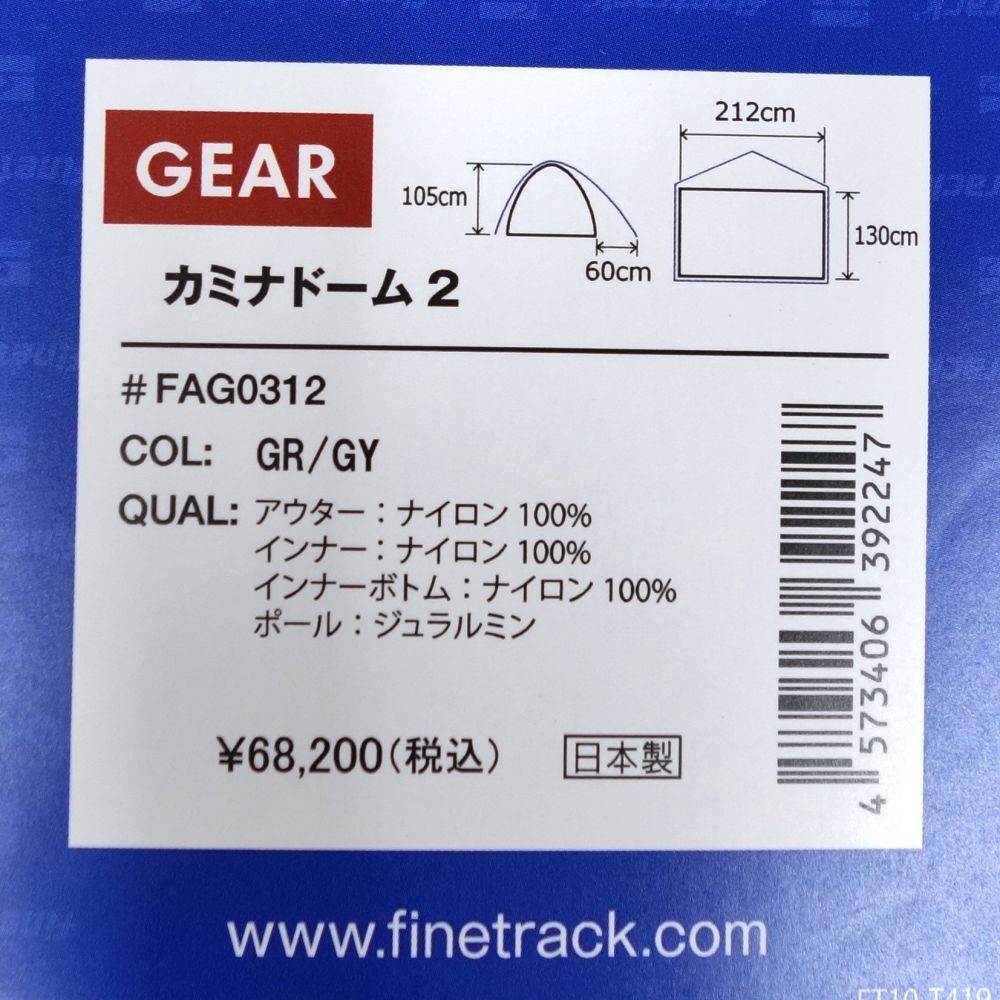 GEAR
212cm
105cm
130cm
60cm
カミナドーム 2
#FAG0312
COL: GR/GY
QUAL: アウター：ナイロン 100%
インナー：ナイロン 100%
インナーボトム：ナイロン 100%
ポール：ジュラルミン
4 573406 392247
¥68,200(税込)
日本製
www.finetrack.com